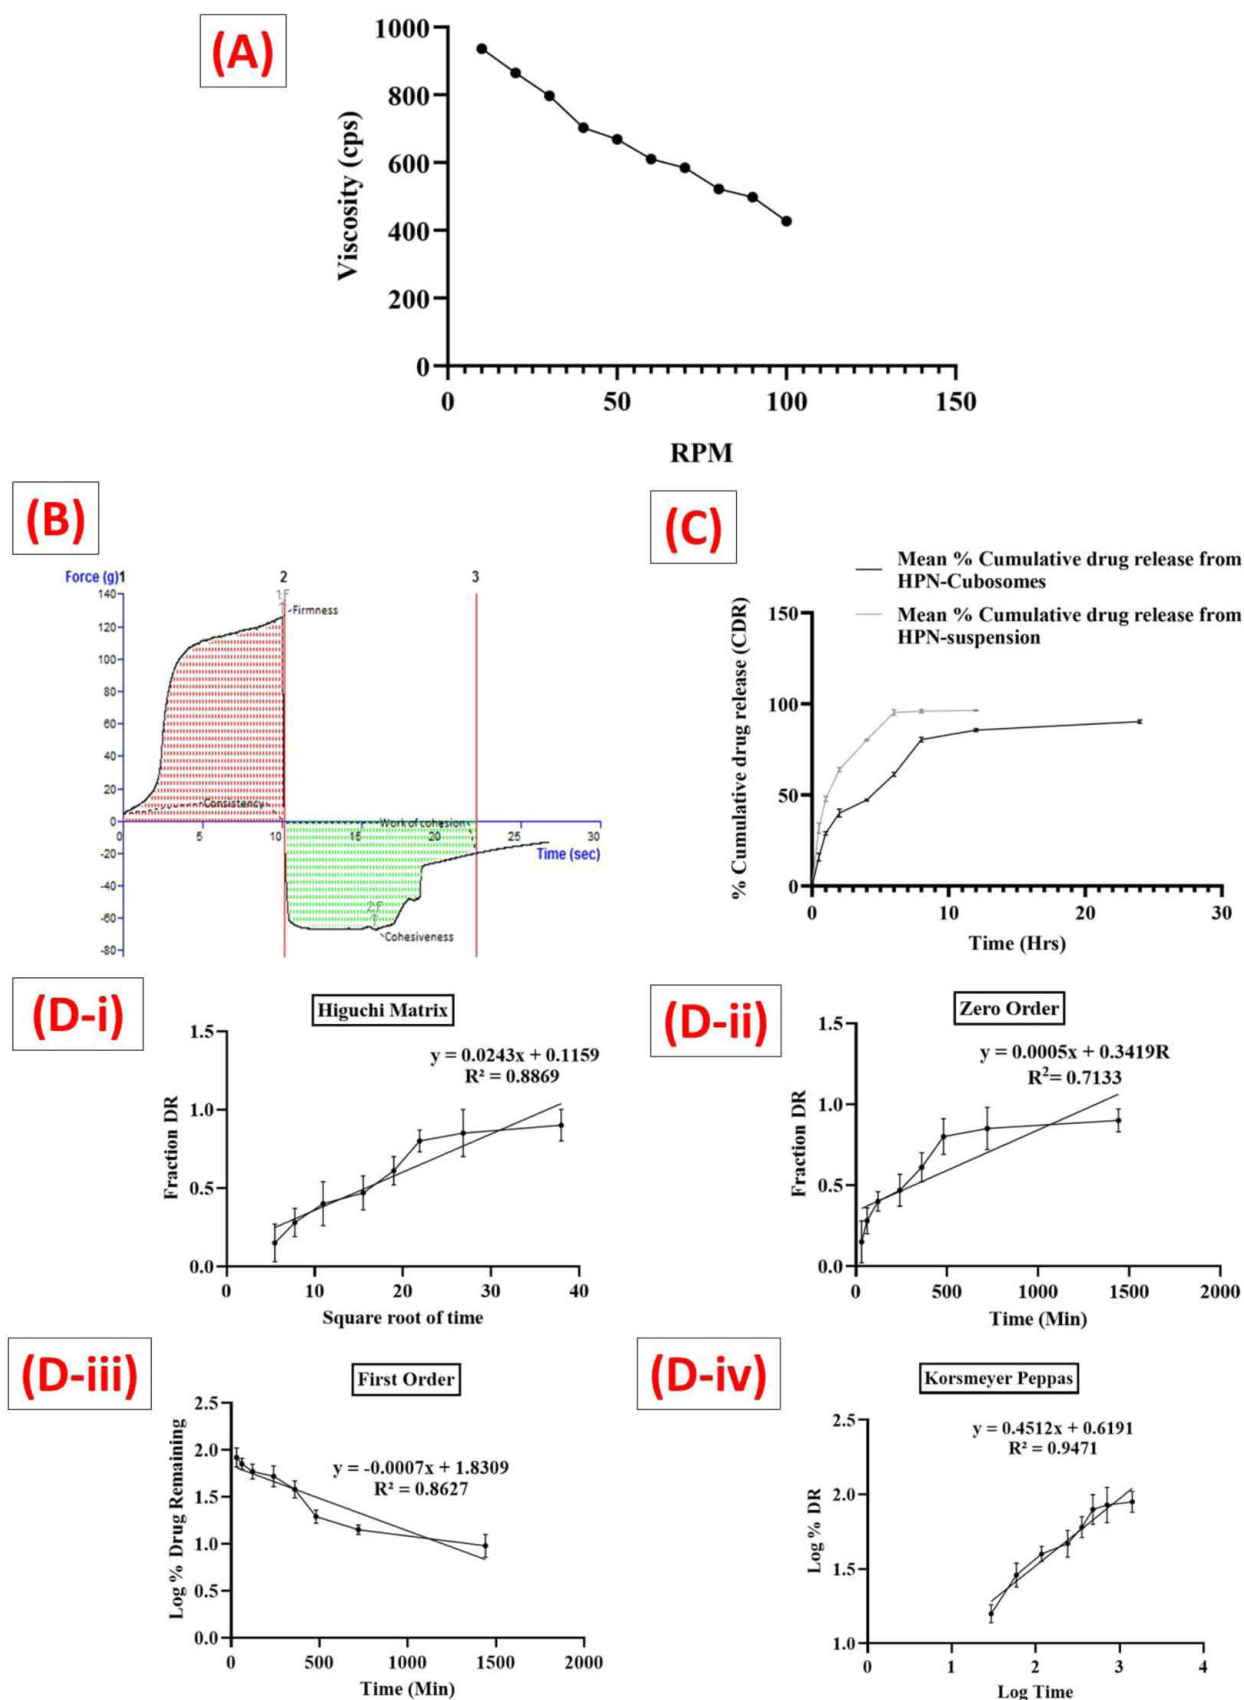 (A)
1000
800
600
400
200
0
Viscosity (cps)
0 50 100 150
RPM
(B)
Force (g) 1 2 3
140
120
100
80
60
40
20
0
-20
-40
-60
-80
Firmness
Consistency
Work of cohesion
0 5 10 15 20 25 30
Time (sec)
Cohesiveness
(C)
Mean % Cumulative drug release from
HPN-Cubosomes
Mean % Cumulative drug release from
HPN-suspension
% Cumulative drug release (CDR)
150
100
50
0
0 10 20 30
Time (Hrs)
(D-i)
Higuchi Matrix
y = 0.0243x + 0.1159
R² = 0.8869
Fraction DR
1.5
1.0
0.5
0.0
0 10 20 30 40
Square root of time
(D-ii)
Zero Order
y = 0.0005x + 0.3419R
R²= 0.7133
Fraction DR
1.5
1.0
0.5
0.0
0 500 1000 1500 2000
Time (Min)
(D-iii)
First Order
y = -0.0007x + 1.8309
R² = 0.8627
Log % Drug Remaining
2.5
2.0
1.5
1.0
0.5
0.0
0 500 1000 1500 2000
Time (Min)
(D-iv)
Korsmeyer Peppas
y = 0.4512x + 0.6191
R² = 0.9471
Log % DR
2.5
2.0
1.5
1.0
0 1 2 3 4
Log Time